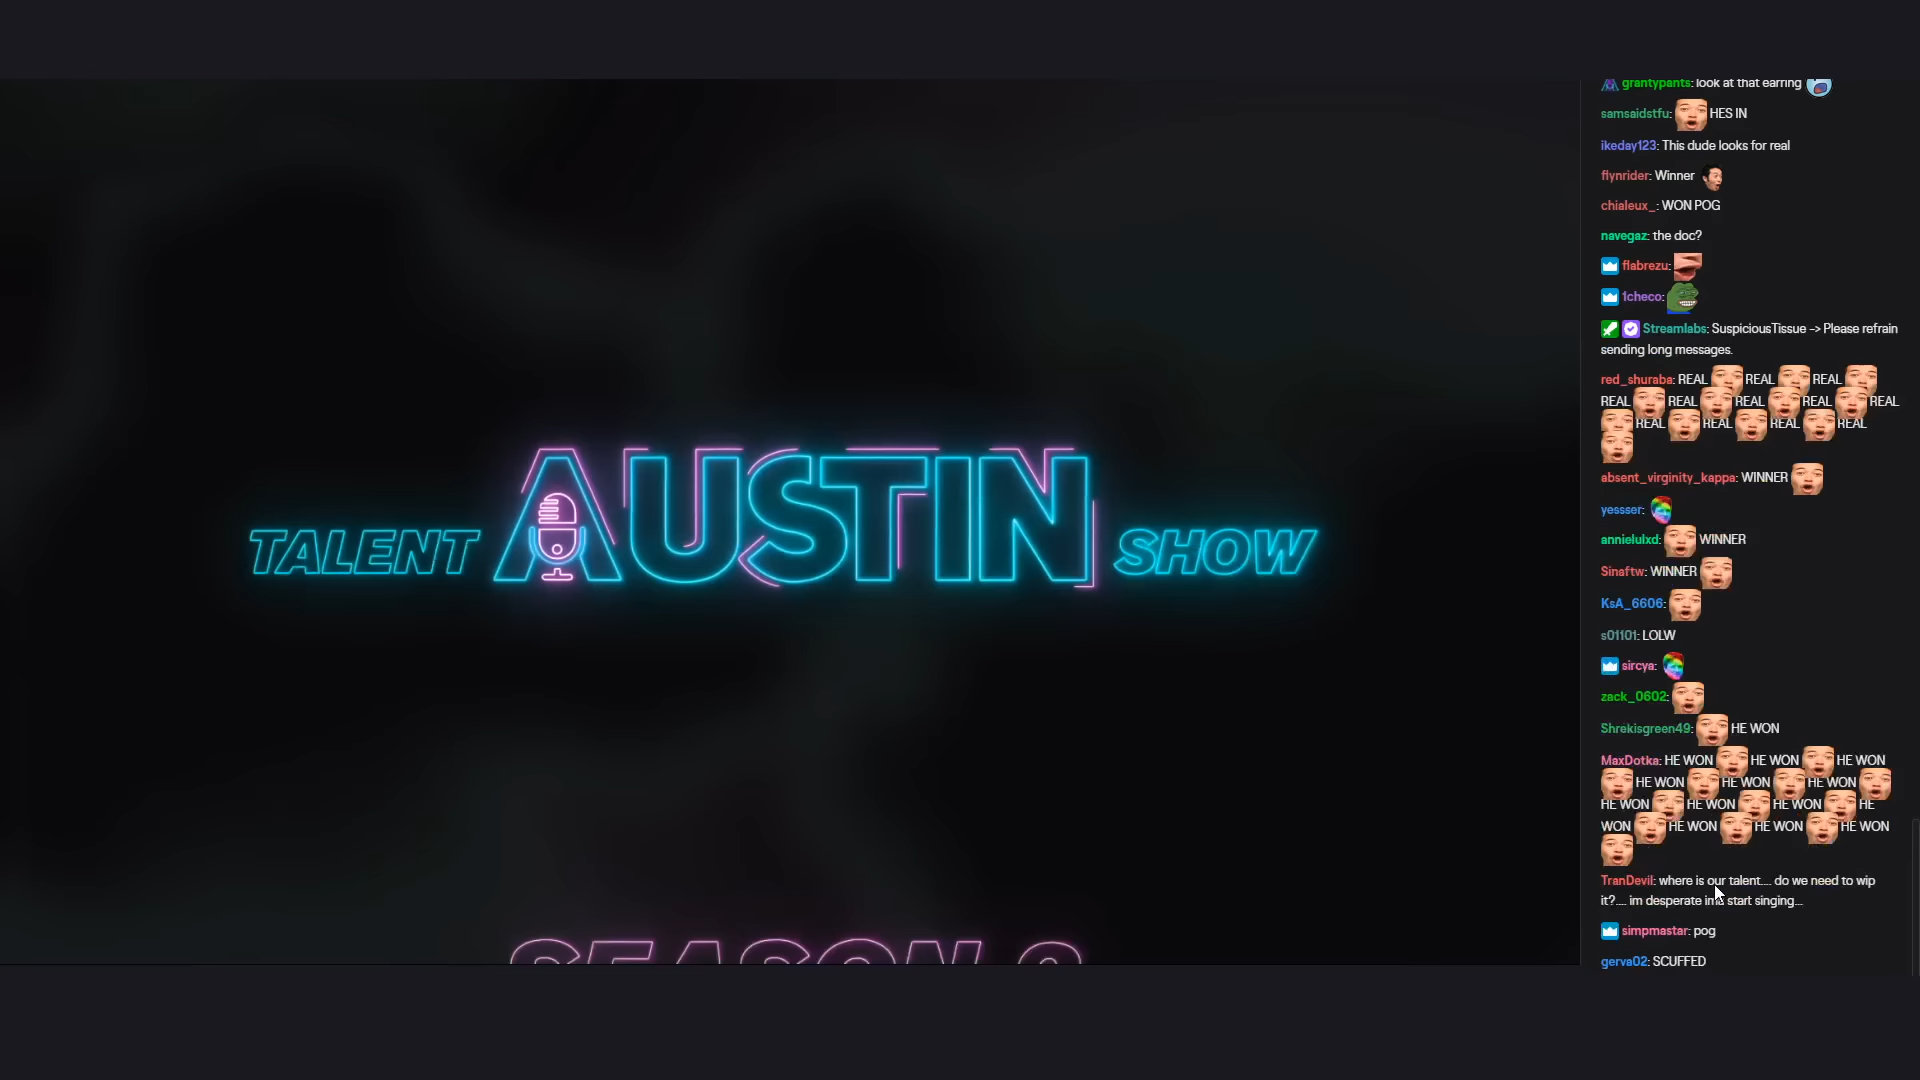 TALENT AUSTIN SHOW
SEASON
grantypants: look at that earring
samsaidstfu: HES IN
ikeday123: This dude looks for real
flynrider: Winner
chialeux_: WON POG
navegaz: the doc?
flabrezu:
1checo:
Streamlabs: SuspiciousTissue -> Please refrain
sending long messages.
red_shuraba: REAL REAL REAL
REAL REAL REAL REAL REAL
REAL REAL REAL REAL
absent_virginity_kappa: WINNER
yessser:
annielulxd: WINNER
Sinaftw: WINNER
KsA_6606:
s01101: LOLW
sircya:
zack_0602:
Shrekisgreen49: HE WON
MaxDotka: HE WON HE WON HE WON
HE WON HE WON HE WON
HE WON HE WON HE WON HE
WON HE WON HE WON HE WON
TranDevil: where is our talent.... do we need to wip
it?.... im desperate start singing...
simpmastar: pog
gerva02: SCUFFED